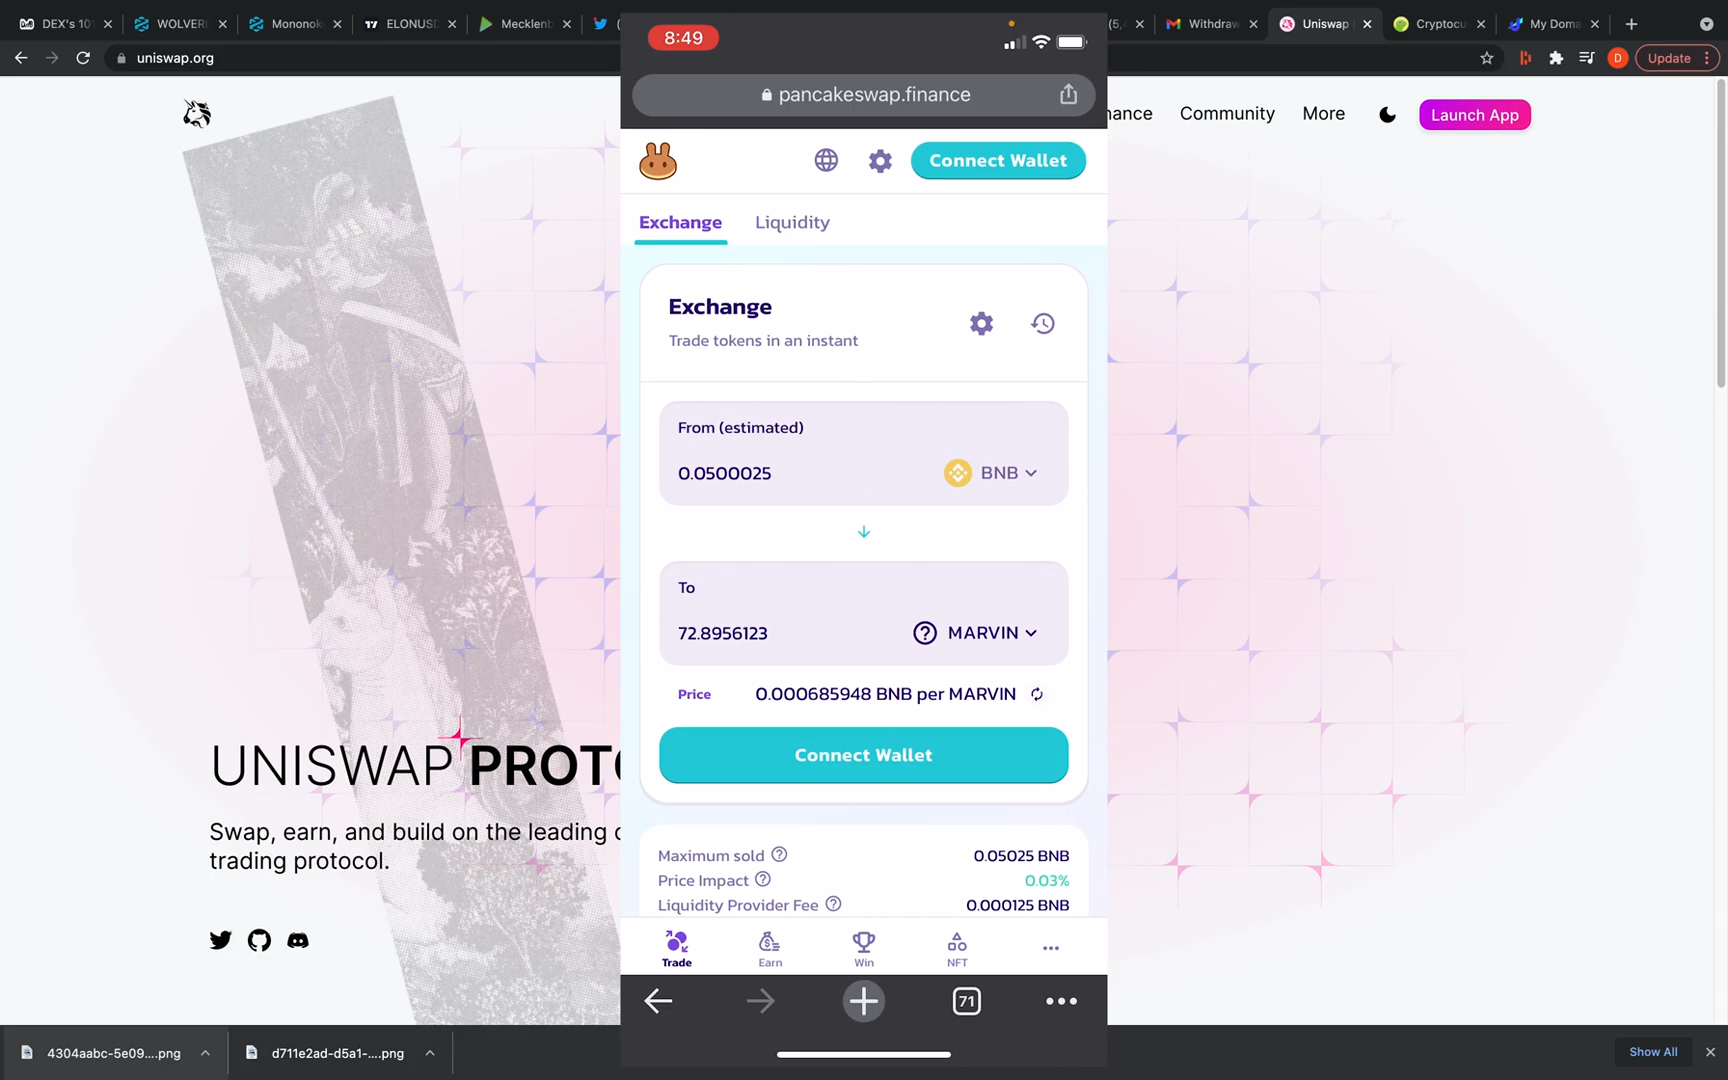 DEX's 10
WOLVERI
Monono
ELONUSD
Mecklenb
(5,
Withdraw
Uniswap
Cryptocu
My Doma
uniswap.org
D
Update
nance
Community
More
Launch App
UNISWAP PROTO
Swap, earn, and build on the leading
trading protocol.
8:49
pancakeswap.finance
Connect Wallet
Exchange
Liquidity
Exchange
Trade tokens in an instant
From (estimated)
0.0500025
BNB
To
72.8956123
MARVIN
Price
0.000685948 BNB per MARVIN
Connect Wallet
Maximum sold
0.05025 BNB
Price Impact
0.03%
Liquidity Provider Fee
0.000125 BNB
Trade
Earn
Win
NFT
71
4304aabc-5e09....png
d711e2ad-d5a1-....png
Show All